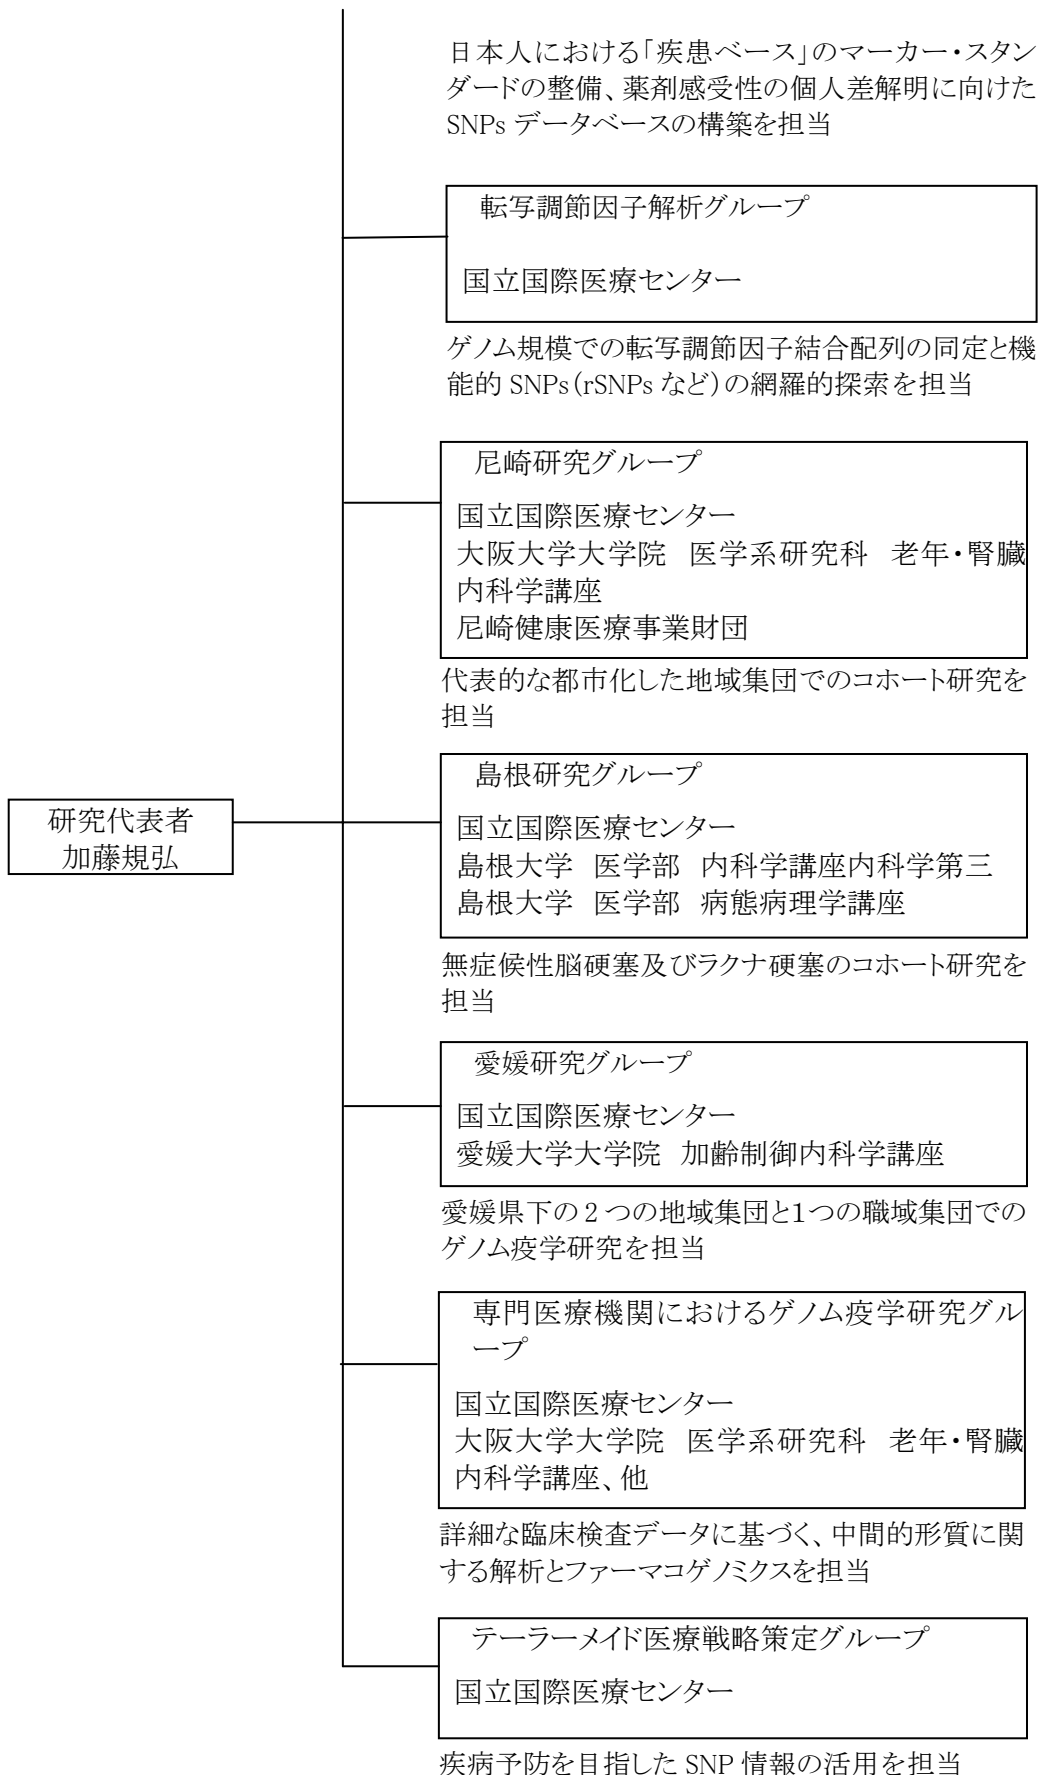 日本人における「疾患ベース」のマーカー・スタン
ダードの整備、薬剤感受性の個人差解明に向けた
SNPs データベースの構築を担当
転写調節因子解析グループ
国立国際医療センター
ゲノム規模での転写調節因子結合配列の同定と機
能的 SNPs（rSNPs など）の網羅的探索を担当
尼崎研究グループ
国立国際医療センター
大阪大学大学院　医学系研究科　老年・腎臓
内科学講座
尼崎健康医療事業財団
代表的な都市化した地域集団でのコホート研究を
担当
研究代表者
加藤規弘
島根研究グループ
国立国際医療センター
島根大学　医学部　内科学講座内科学第三
島根大学　医学部　病態病理学講座
無症候性脳硬塞及びラクナ硬塞のコホート研究を
担当
愛媛研究グループ
国立国際医療センター
愛媛大学大学院　加齢制御内科学講座
愛媛県下の 2 つの地域集団と１つの職域集団での
ゲノム疫学研究を担当
専門医療機関におけるゲノム疫学研究グル
ープ
国立国際医療センター
大阪大学大学院　医学系研究科　老年・腎臓
内科学講座、他
詳細な臨床検査データに基づく、中間的形質に関
する解析とファーマコゲノミクスを担当
テーラーメイド医療戦略策定グループ
国立国際医療センター
疾病予防を目指した SNP 情報の活用を担当